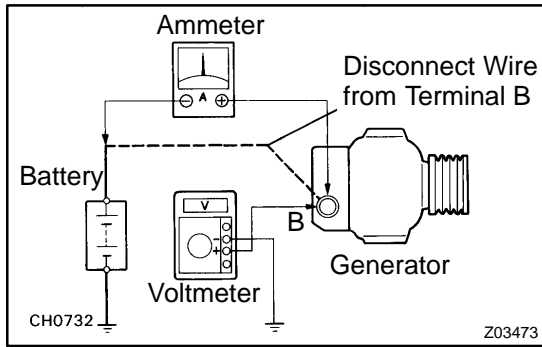 Ammeter
Disconnect Wire
from Terminal B
− A +
Battery
V
B
−
+
Generator
Voltmeter
CH0732
Z03473